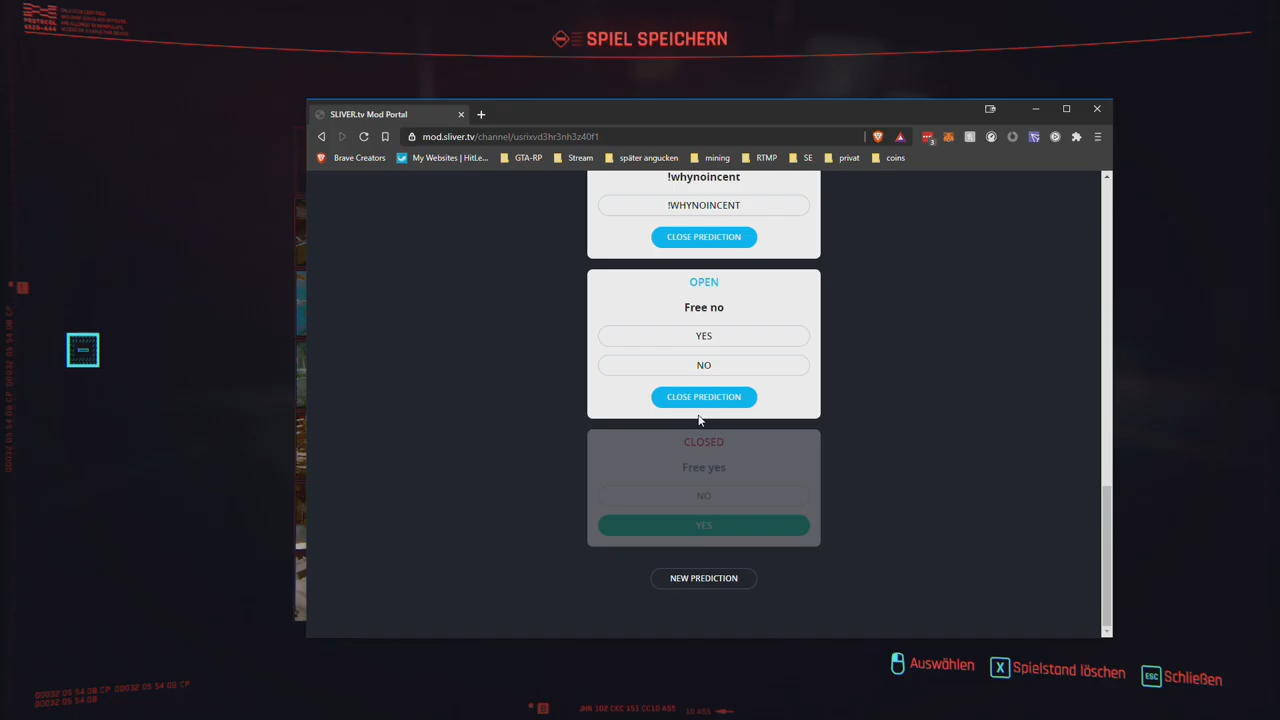 SPIEL SPEICHERN
SLIVER.tv Mod Portal
mod.sliver.tv/channel/usrixvd3hr3nh3z40f1
3
Brave Creators
My Websites | HitLe...
GTA-RP
Stream
später angucken
mining
RTMP
SE
privat
coins
!whynoincent
!WHYNOINCENT
CLOSE PREDICTION
OPEN
Free no
YES
NO
CLOSE PREDICTION
CLOSED
Free yes
NO
YES
NEW PREDICTION
Auswählen
X Spielstand löschen
ESC Schließen